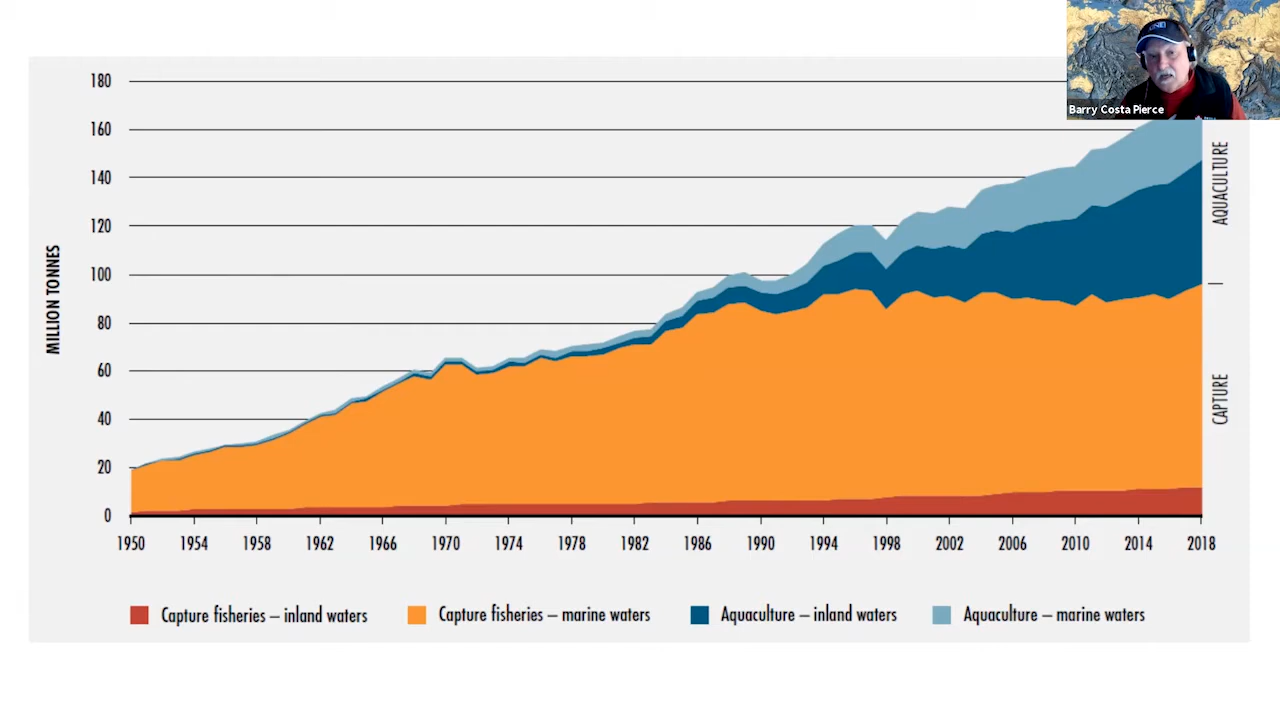 Barry Costa Pierce
180
160
140
120
100
80
60
40
20
0
MILLION TONNES
AQUACULTURE
CAPTURE
1950 1954 1958 1962 1966 1970 1974 1978 1982 1986 1990 1994 1998 2002 2006 2010 2014 2018
Capture fisheries – inland waters Capture fisheries – marine waters Aquaculture – inland waters Aquaculture – marine waters